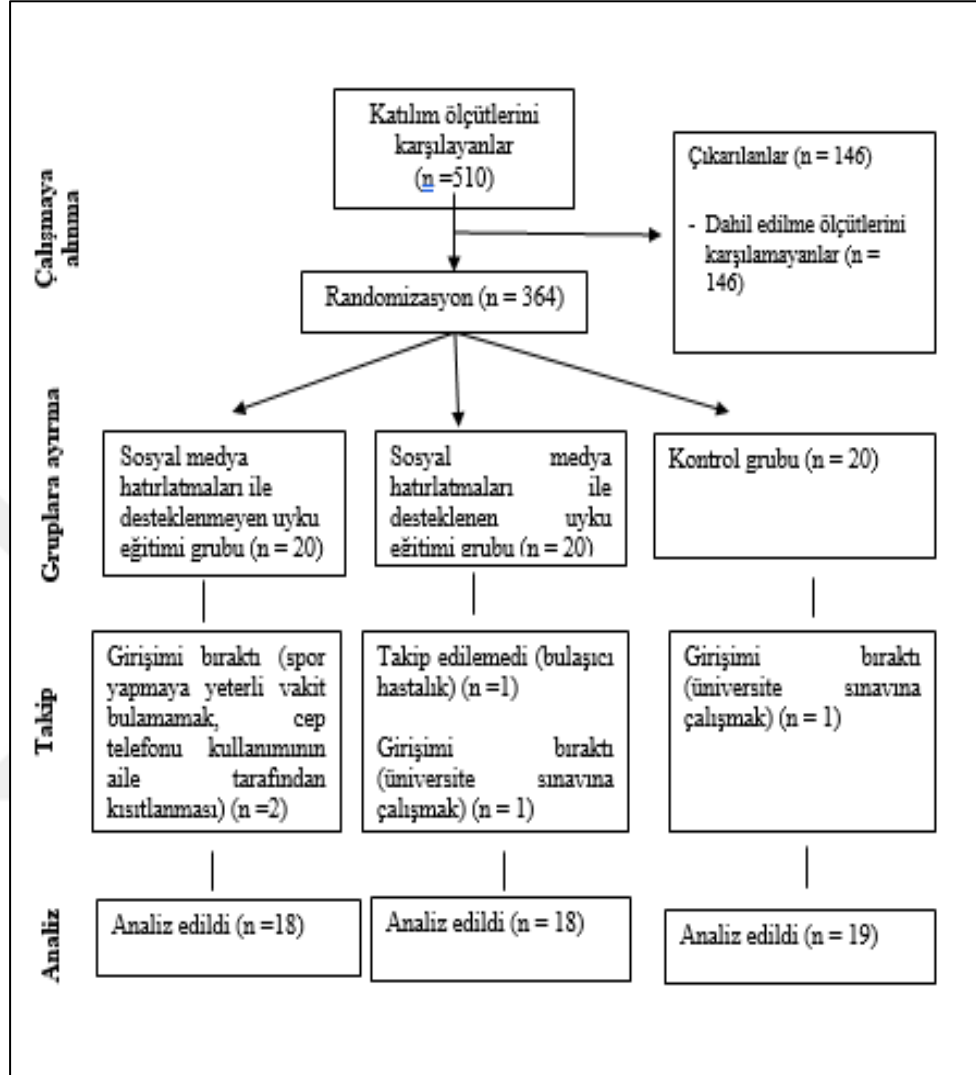 Çalışmaya
alınma
Katılım ölçütlerini
karşılayanlar
(n =510)
Çıkarılanlar (n = 146)
- Dahil edilme ölçütlerini
karşılamayanlar (n =
146)
Randomizasyon (n = 364)
Gruplara ayırma
Sosyal medya
hatırlatmaları ile
desteklenmeyen uyku
eğitimi grubu (n = 20)
Sosyal medya
hatırlatmaları ile
desteklenen uyku
eğitimi grubu (n = 20)
Kontrol grubu (n = 20)
Takip
Girişimi bıraktı (spor
yapmaya yeterli vakit
bulamamak, cep
telefonu kullanımının
aile tarafından
kısıtlanması) (n =2)
Takip edilemedi (bulaşıcı
hastalık) (n =1)
Girişimi bıraktı
(üniversite sınavına
çalışmak) (n = 1)
Girişimi bıraktı
(üniversite sınavına
çalışmak) (n = 1)
Analiz
Analiz edildi (n =18)
Analiz edildi (n = 18)
Analiz edildi (n = 19)